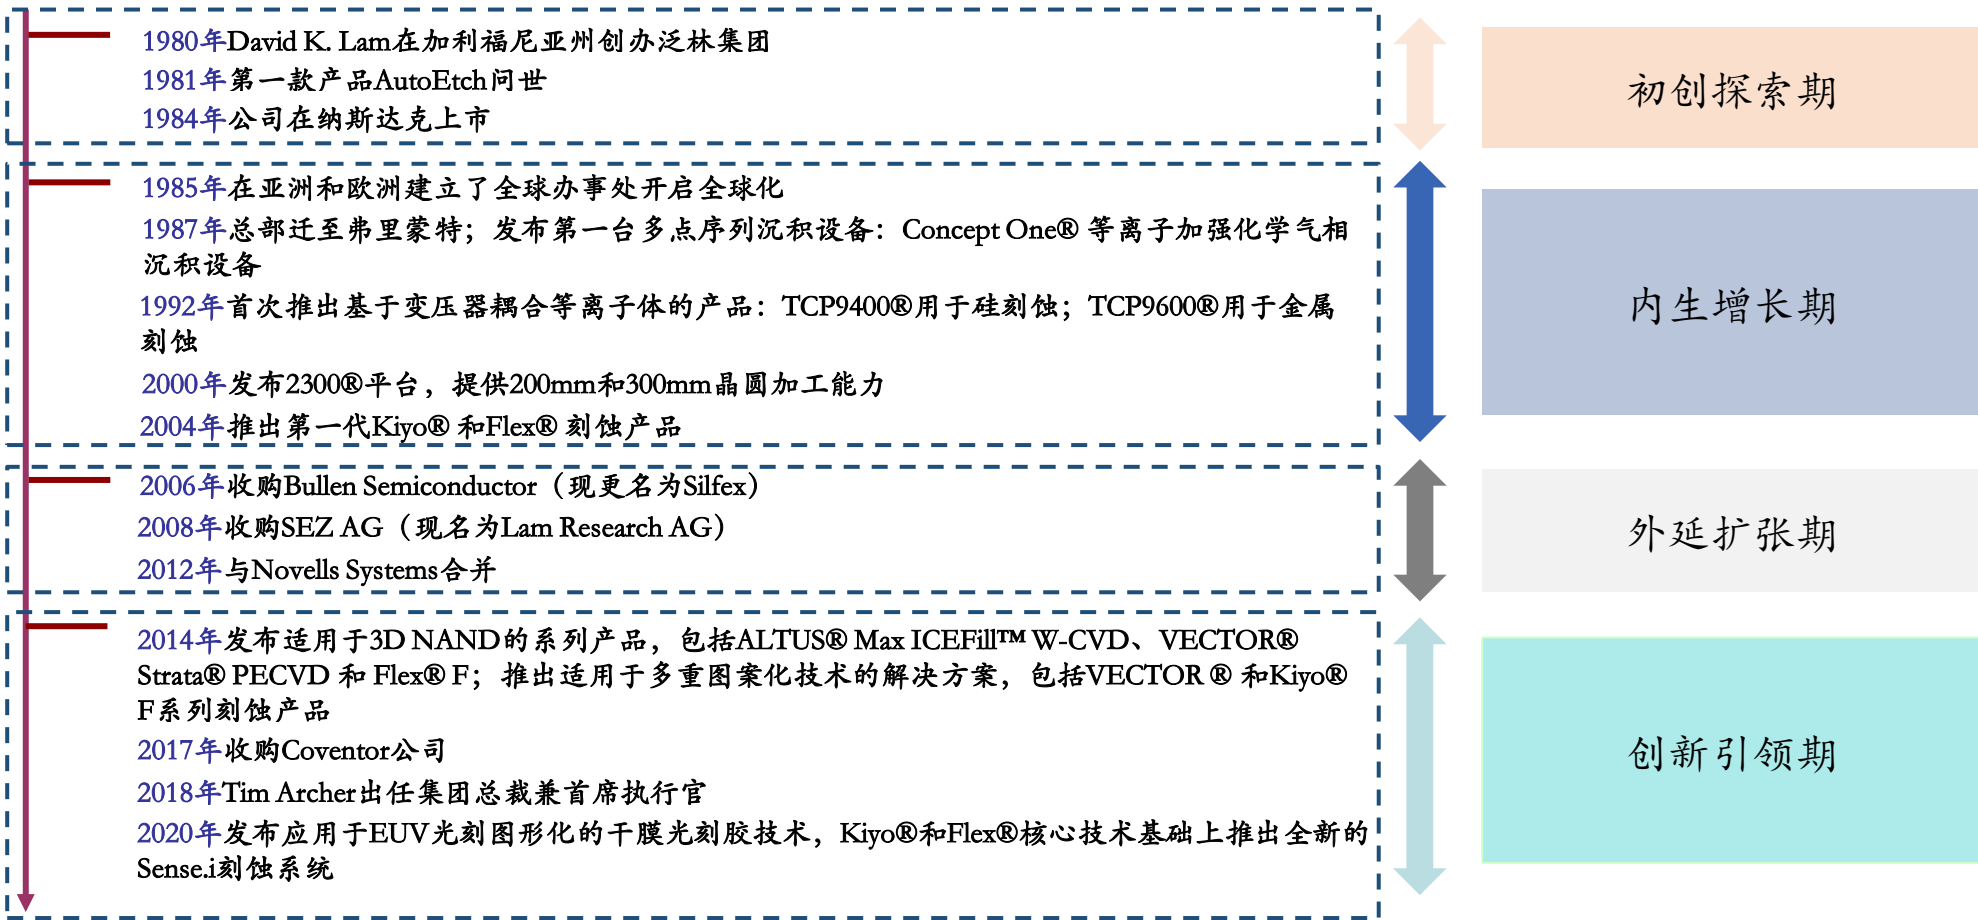 1980年David K. Lam在加利福尼亚州创办泛林集团
1981年第一款产品AutoEtch问世
1984年公司在纳斯达克上市
初创探索期
1985年在亚洲和欧洲建立了全球办事处开启全球化
1987年总部迁至弗里蒙特；发布第一台多点序列沉积设备：Concept One® 等离子加强化学气相
沉积设备
1992年首次推出基于变压器耦合等离子体的产品：TCP9400®用于硅刻蚀；TCP9600®用于金属
刻蚀
2000年发布2300®平台，提供200mm和300mm晶圆加工能力
2004年推出第一代Kiyo® 和Flex® 刻蚀产品
内生增长期
2006年收购Bullen Semiconductor（现更名为Silfex）
2008年收购SEZ AG（现名为Lam Research AG）
2012年与Novells Systems合并
外延扩张期
2014年发布适用于3D NAND的系列产品，包括ALTUS® Max ICEFill™ W-CVD、VECTOR®
Strata® PECVD 和 Flex® F；推出适用于多重图案化技术的解决方案，包括VECTOR ® 和Kiyo®
F系列刻蚀产品
2017年收购Coventor公司
2018年Tim Archer出任集团总裁兼首席执行官
2020年发布应用于EUV光刻图形化的干膜光刻胶技术，Kiyo®和Flex®核心技术基础上推出全新的
Sense.i刻蚀系统
创新引领期